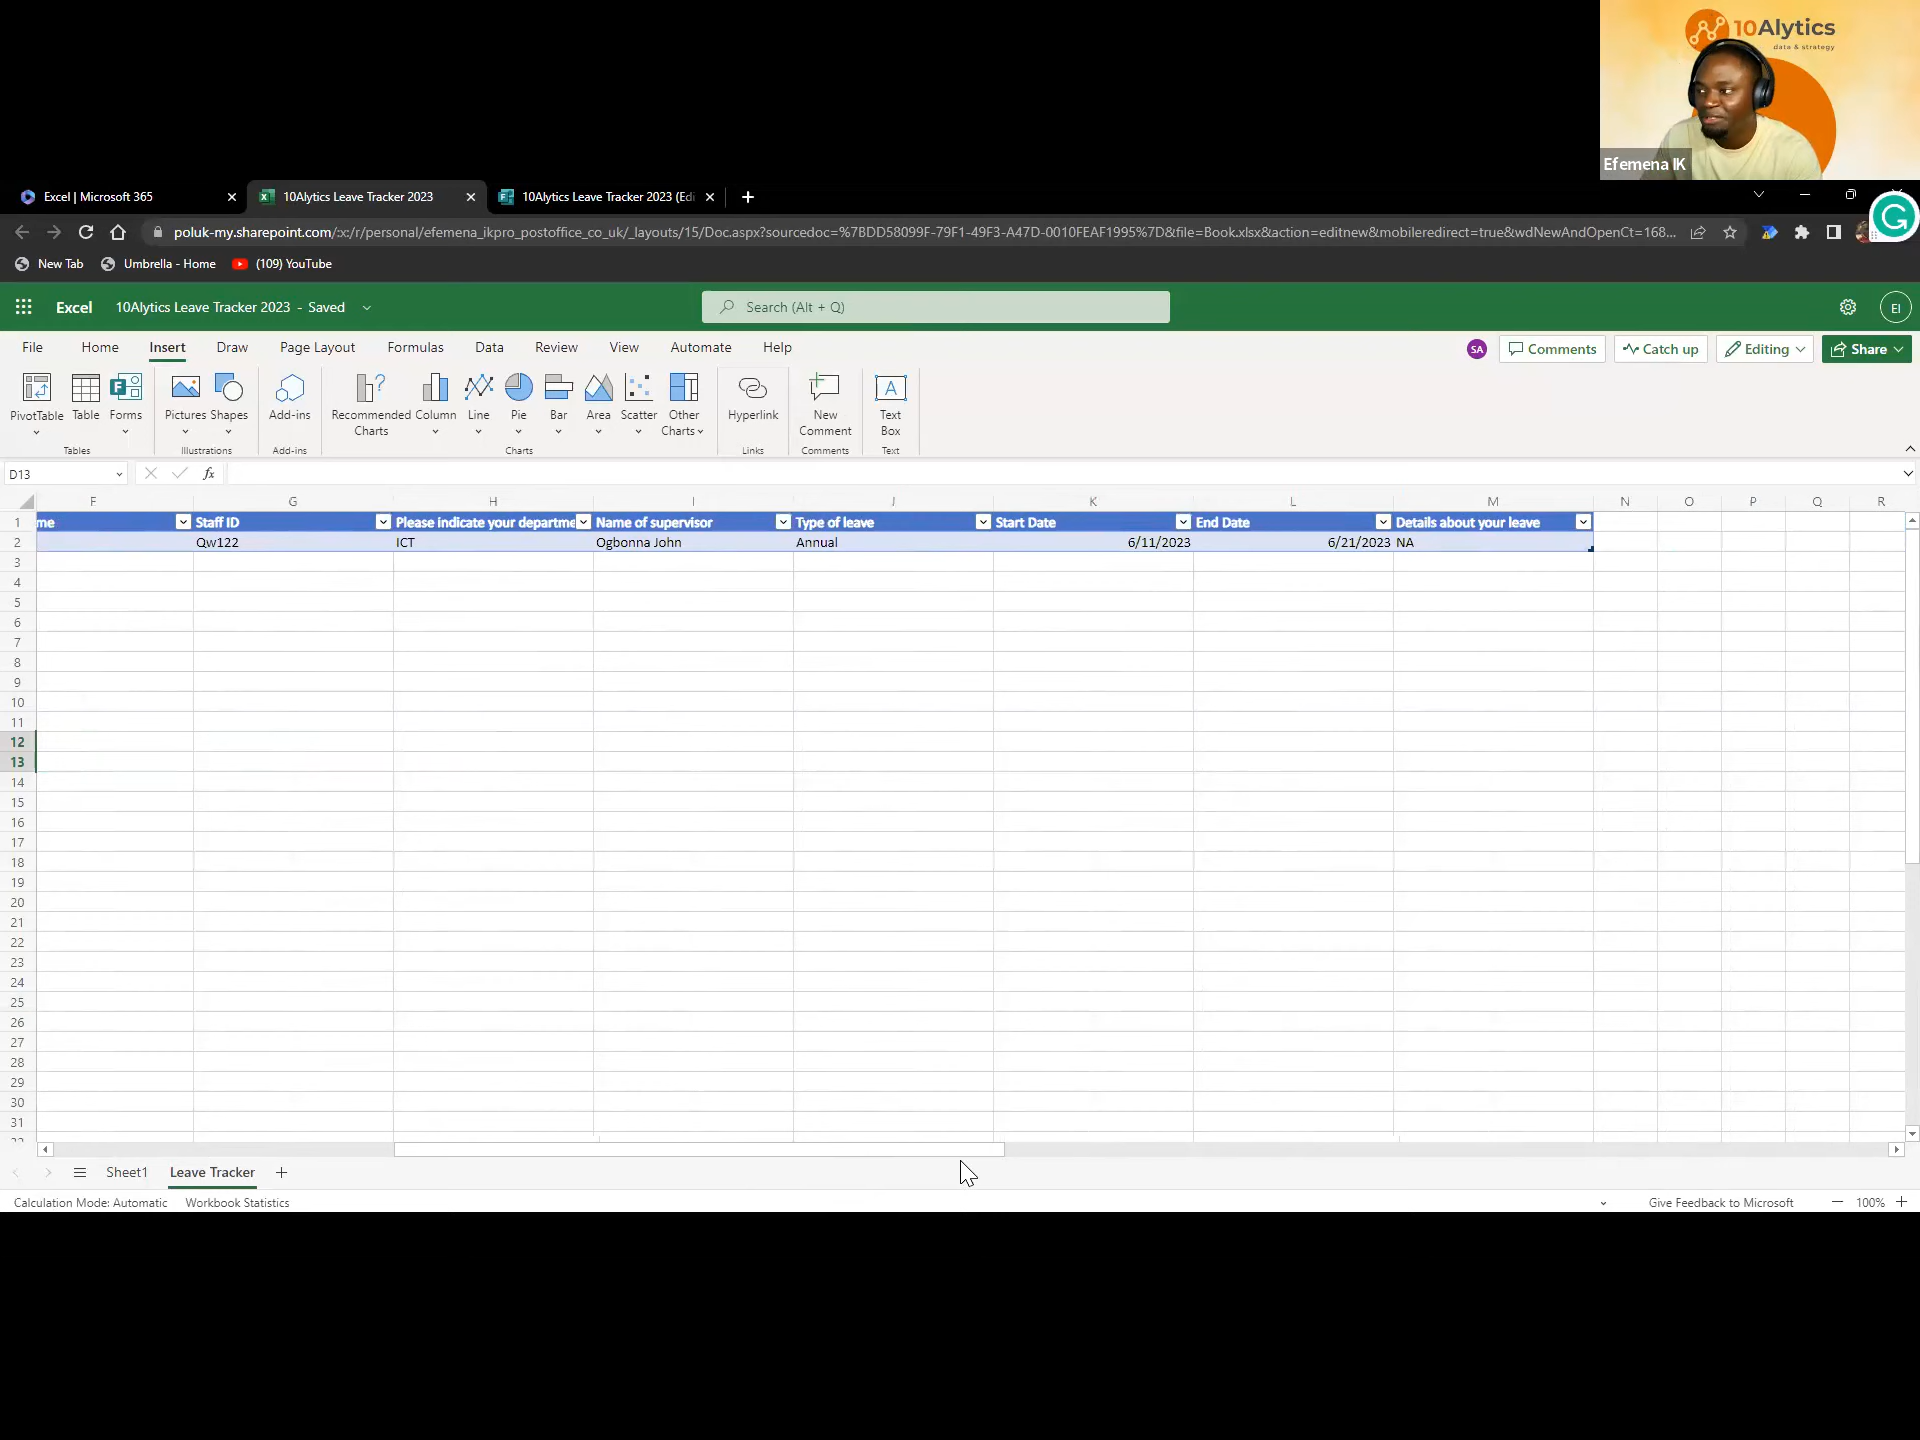 10Alytics
data & strategy
Efemena IK
Excel | Microsoft 365
10Alytics Leave Tracker 2023
10Alytics Leave Tracker 2023 (Edi
poluk-my.sharepoint.com/:x:/r/personal/efemena_ikpro_postoffice_co_uk/_layouts/15/Doc.aspx?sourcedoc=%7BDD58099F-79F1-49F3-A47D-0010FEAF1995%7D&file=Book.xlsx&action=editnew&mobileredirect=true&wdNewAndOpenCt=168...
New Tab
Umbrella - Home
(109) YouTube
Excel
10Alytics Leave Tracker 2023 - Saved
Search (Alt + Q)
EI
File Home Insert Draw Page Layout Formulas Data Review View Automate Help
SA
Comments
Catch up
Editing
Share
PivotTable Table Forms Pictures Shapes Add-ins Recommended Charts Column Line Pie Bar Area Scatter Other Charts Hyperlink New Comment Text Box
Tables Illustrations Add-ins Charts Links Comments Text
D13
fx
F G H I J K L M N O P Q R
1 me Staff ID Please indicate your departme Name of supervisor Type of leave Start Date End Date Details about your leave
2 Qw122 ICT Ogbonna John Annual 6/11/2023 6/21/2023 NA
3
4
5
6
7
8
9
10
11
12
13
14
15
16
17
18
19
20
21
22
23
24
25
26
27
28
29
30
31
Sheet1 Leave Tracker
Calculation Mode: Automatic Workbook Statistics
Give Feedback to Microsoft
100%